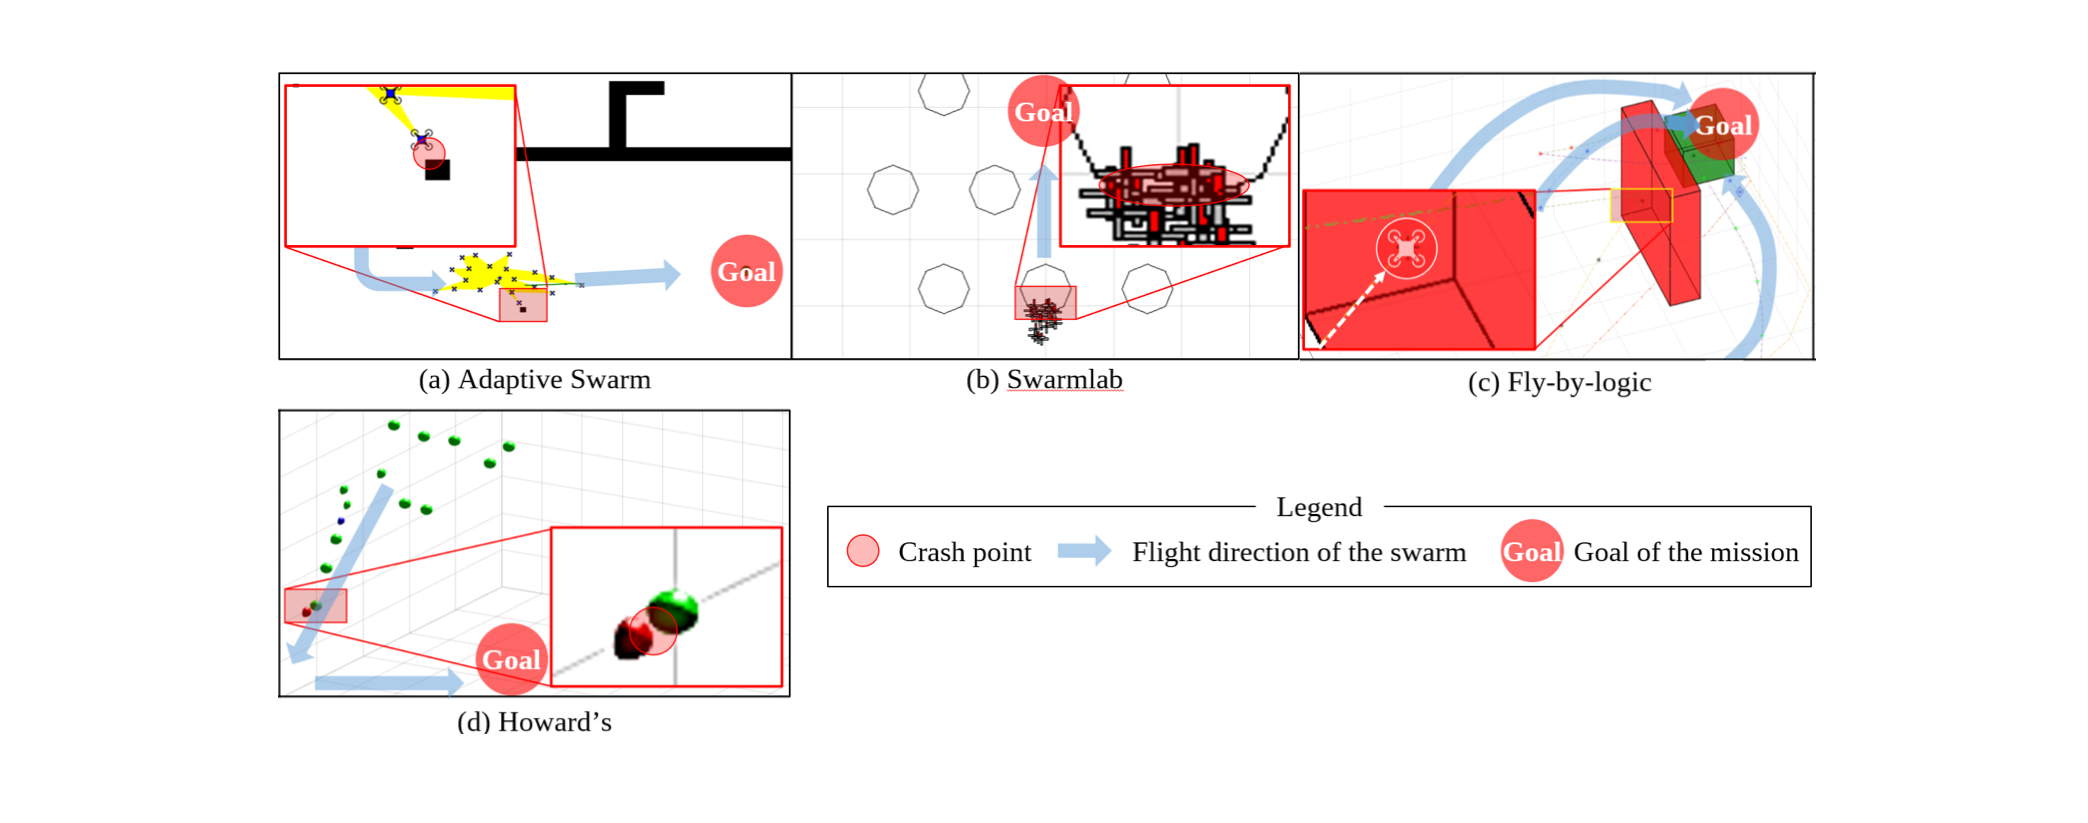 Goal
Goal
Goal
(a) Adaptive Swarm
(b) Swarmlab
(c) Fly-by-logic
Goal
(d) Howard’s
Legend
Crash point
Flight direction of the swarm
Goal
Goal of the mission